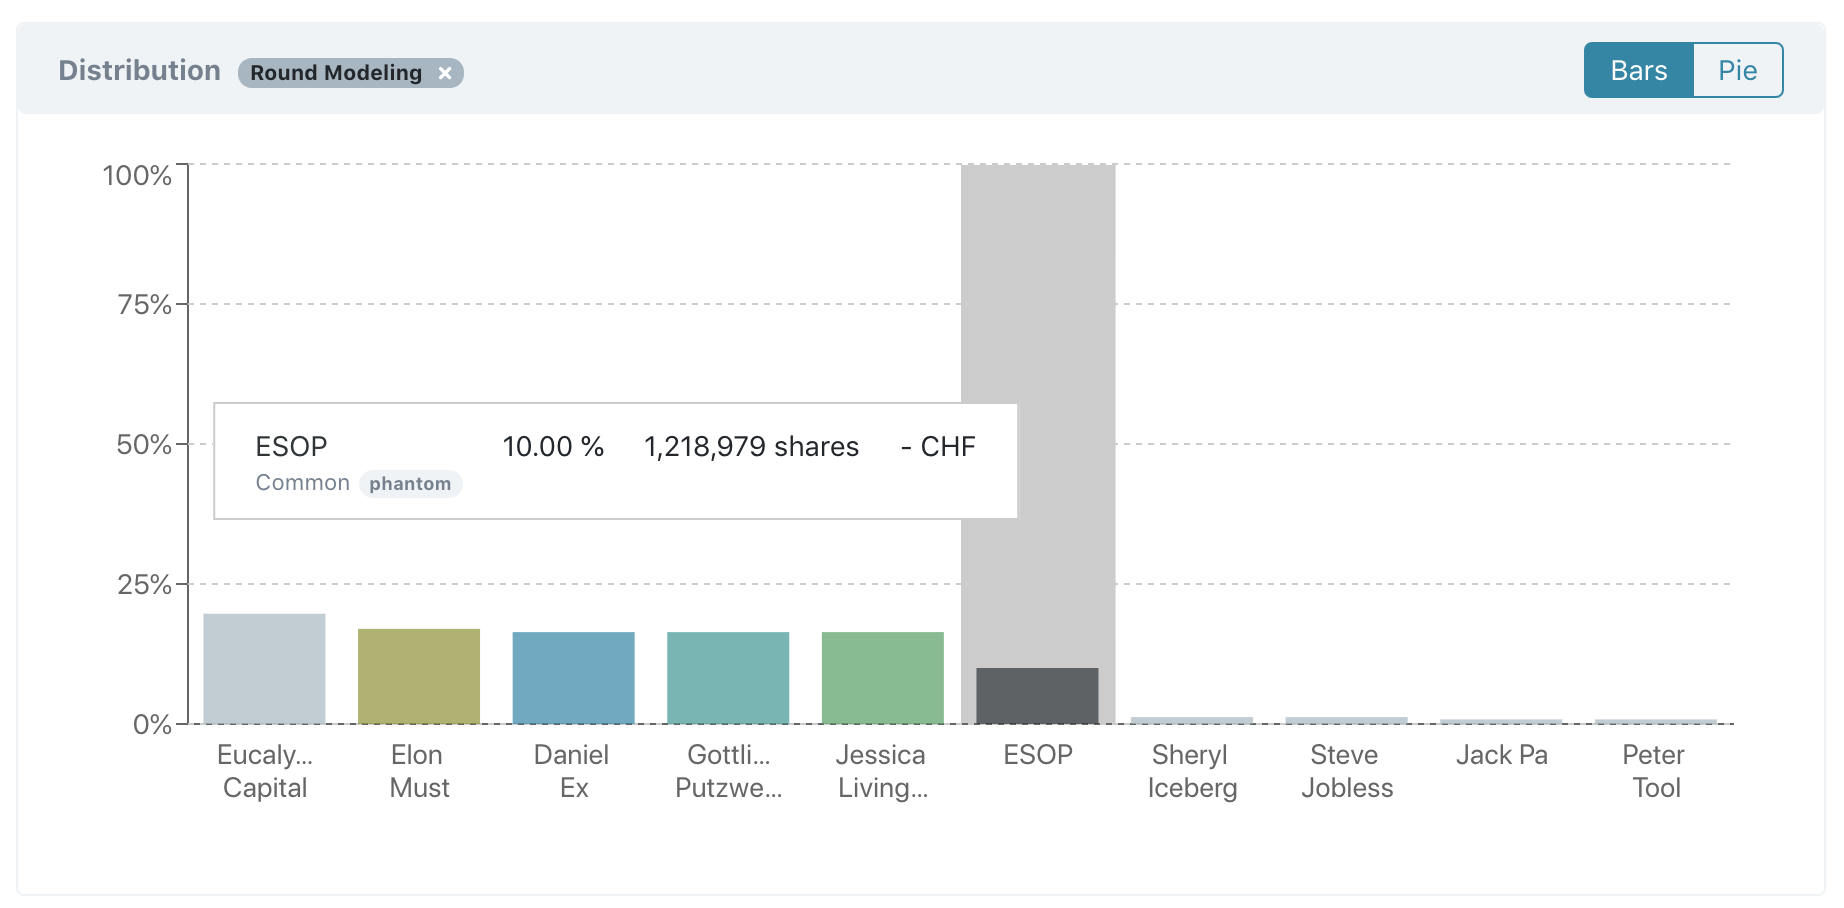 Distribution Round Modeling ×
Bars Pie
100%
75%
50%
25%
0%
ESOP 10.00 % 1,218,979 shares - CHF
Common phantom
Eucaly... Capital
Elon Must
Daniel Ex
Gottli... Putzwe...
Jessica Living...
ESOP
Sheryl Iceberg
Steve Jobless
Jack Pa
Peter Tool